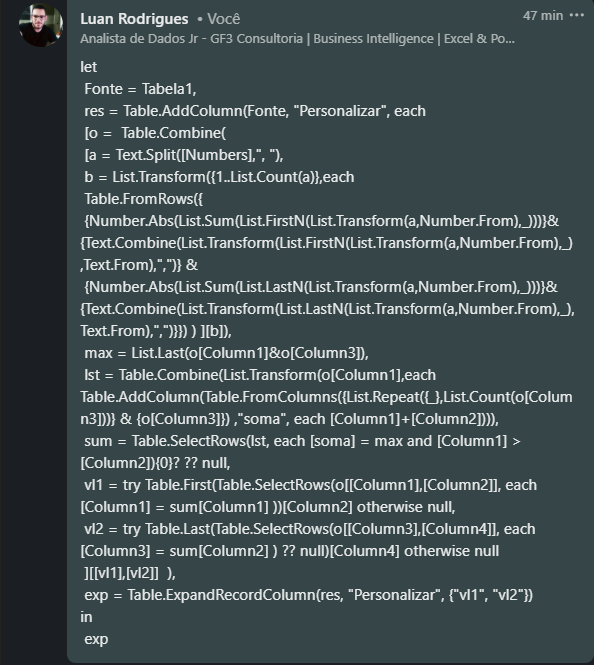 Luan Rodrigues • Você
47 min •••
Analista de Dados Jr - GF3 Consultoria | Business Intelligence | Excel & Po...
let
Fonte = Tabela1,
res = Table.AddColumn(Fonte, "Personalizar", each
[o =  Table.Combine(
[a = Text.Split([Numbers],", "),
b = List.Transform({1..List.Count(a)},each
Table.FromRows({
{Number.Abs(List.Sum(List.FirstN(List.Transform(a,Number.From),_)))}&
{Text.Combine(List.Transform(List.FirstN(List.Transform(a,Number.From),_)
,Text.From),",")} &
{Number.Abs(List.Sum(List.LastN(List.Transform(a,Number.From),_)))}&
{Text.Combine(List.Transform(List.LastN(List.Transform(a,Number.From),_),
Text.From),",")}}) ) ][b]),
max = List.Last(o[Column1]&o[Column3]),
lst = Table.Combine(List.Transform(o[Column1],each
Table.AddColumn(Table.FromColumns({List.Repeat({_},List.Count(o[Colum
n3]))} & {o[Column3]}) ,"soma", each [Column1]+[Column2]))),
sum = Table.SelectRows(lst, each [soma] = max and [Column1] >
[Column2]){0}? ?? null,
vl1 = try Table.First(Table.SelectRows(o[[Column1],[Column2]], each
[Column1] = sum[Column1] ))[Column2] otherwise null,
vl2 = try Table.Last(Table.SelectRows(o[[Column3],[Column4]], each
[Column3] = sum[Column2] ) ?? null)[Column4] otherwise null
][[vl1],[vl2]]  ),
exp = Table.ExpandRecordColumn(res, "Personalizar", {"vl1", "vl2"})
in
exp